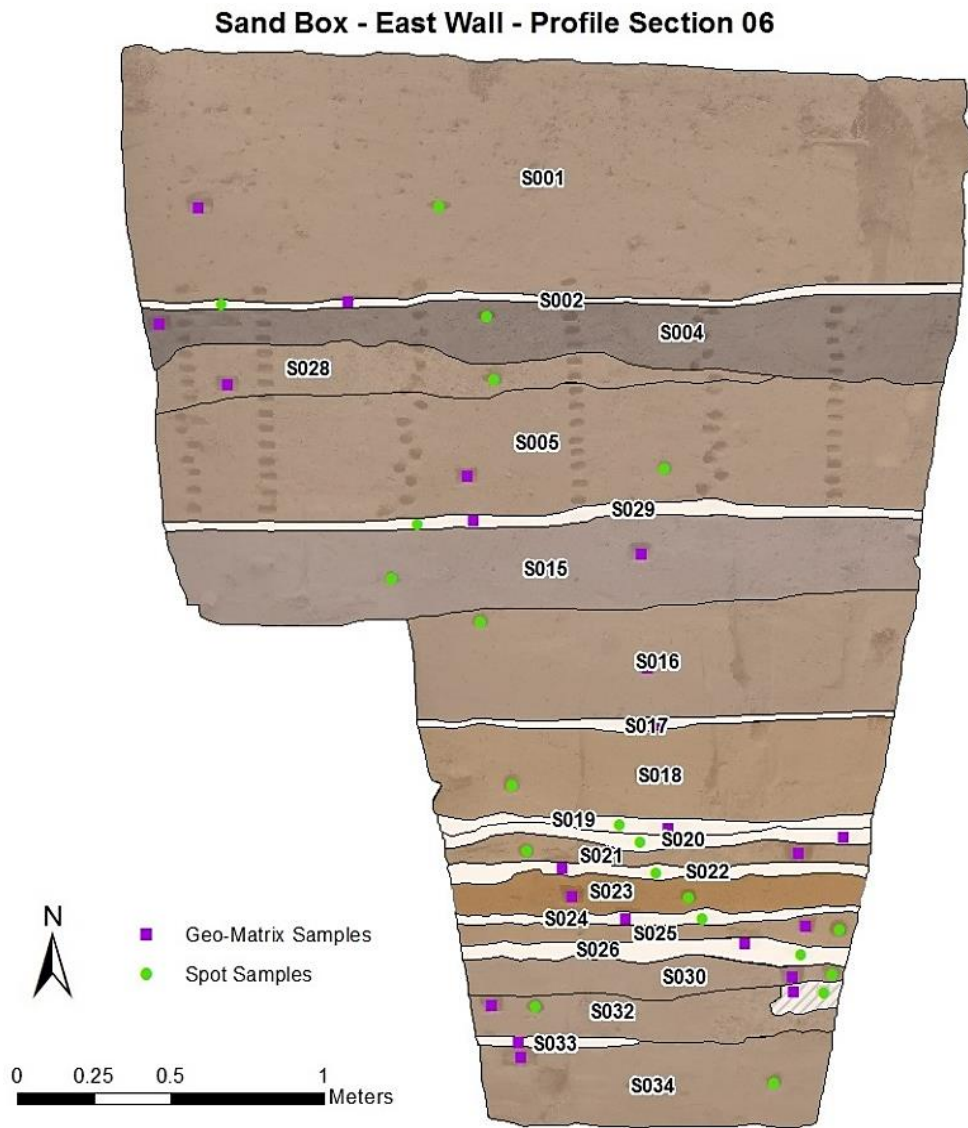 Sand Box - East Wall - Profile Section 06
S001
S002
S004
S028
S005
S029
S015
S016
S017
S018
S019
S020
S021
S022
S023
S024
S025
S026
S030
S032
S033
S034
N
Geo-Matrix Samples
Spot Samples
0 0.25 0.5 1
Meters